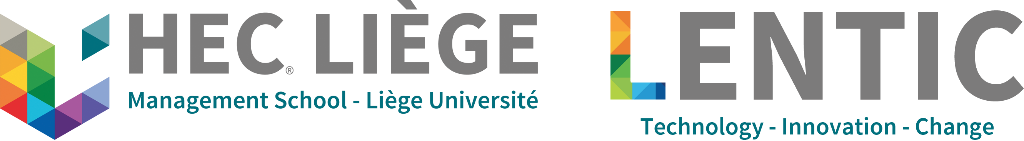 HEC® LIÈGE
Management School - Liège Université
LENTIC
Technology - Innovation - Change